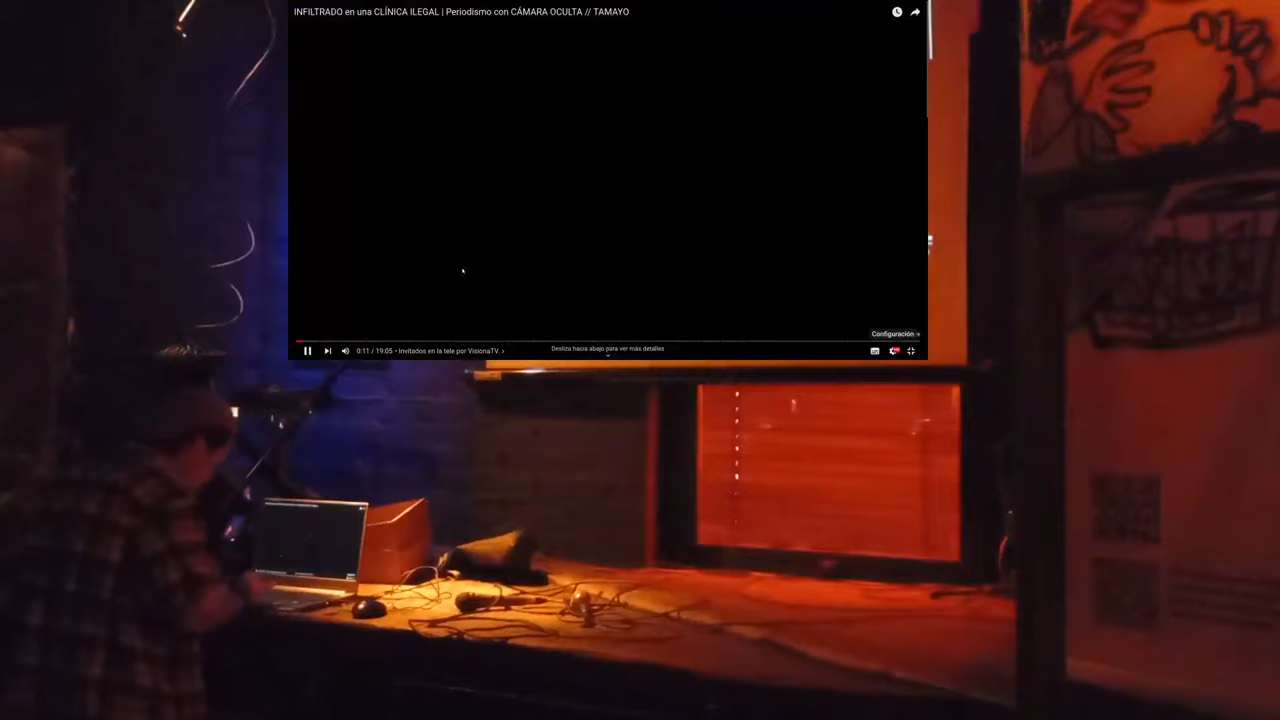 INFILTRADO en una CLÍNICA ILEGAL | Periodismo con CÁMARA OCULTA // TAMAYO
Configuración
0:11 / 19:05 • Invitados en la tele por VisionaTV. ›
Desliza hacia abajo para ver más detalles